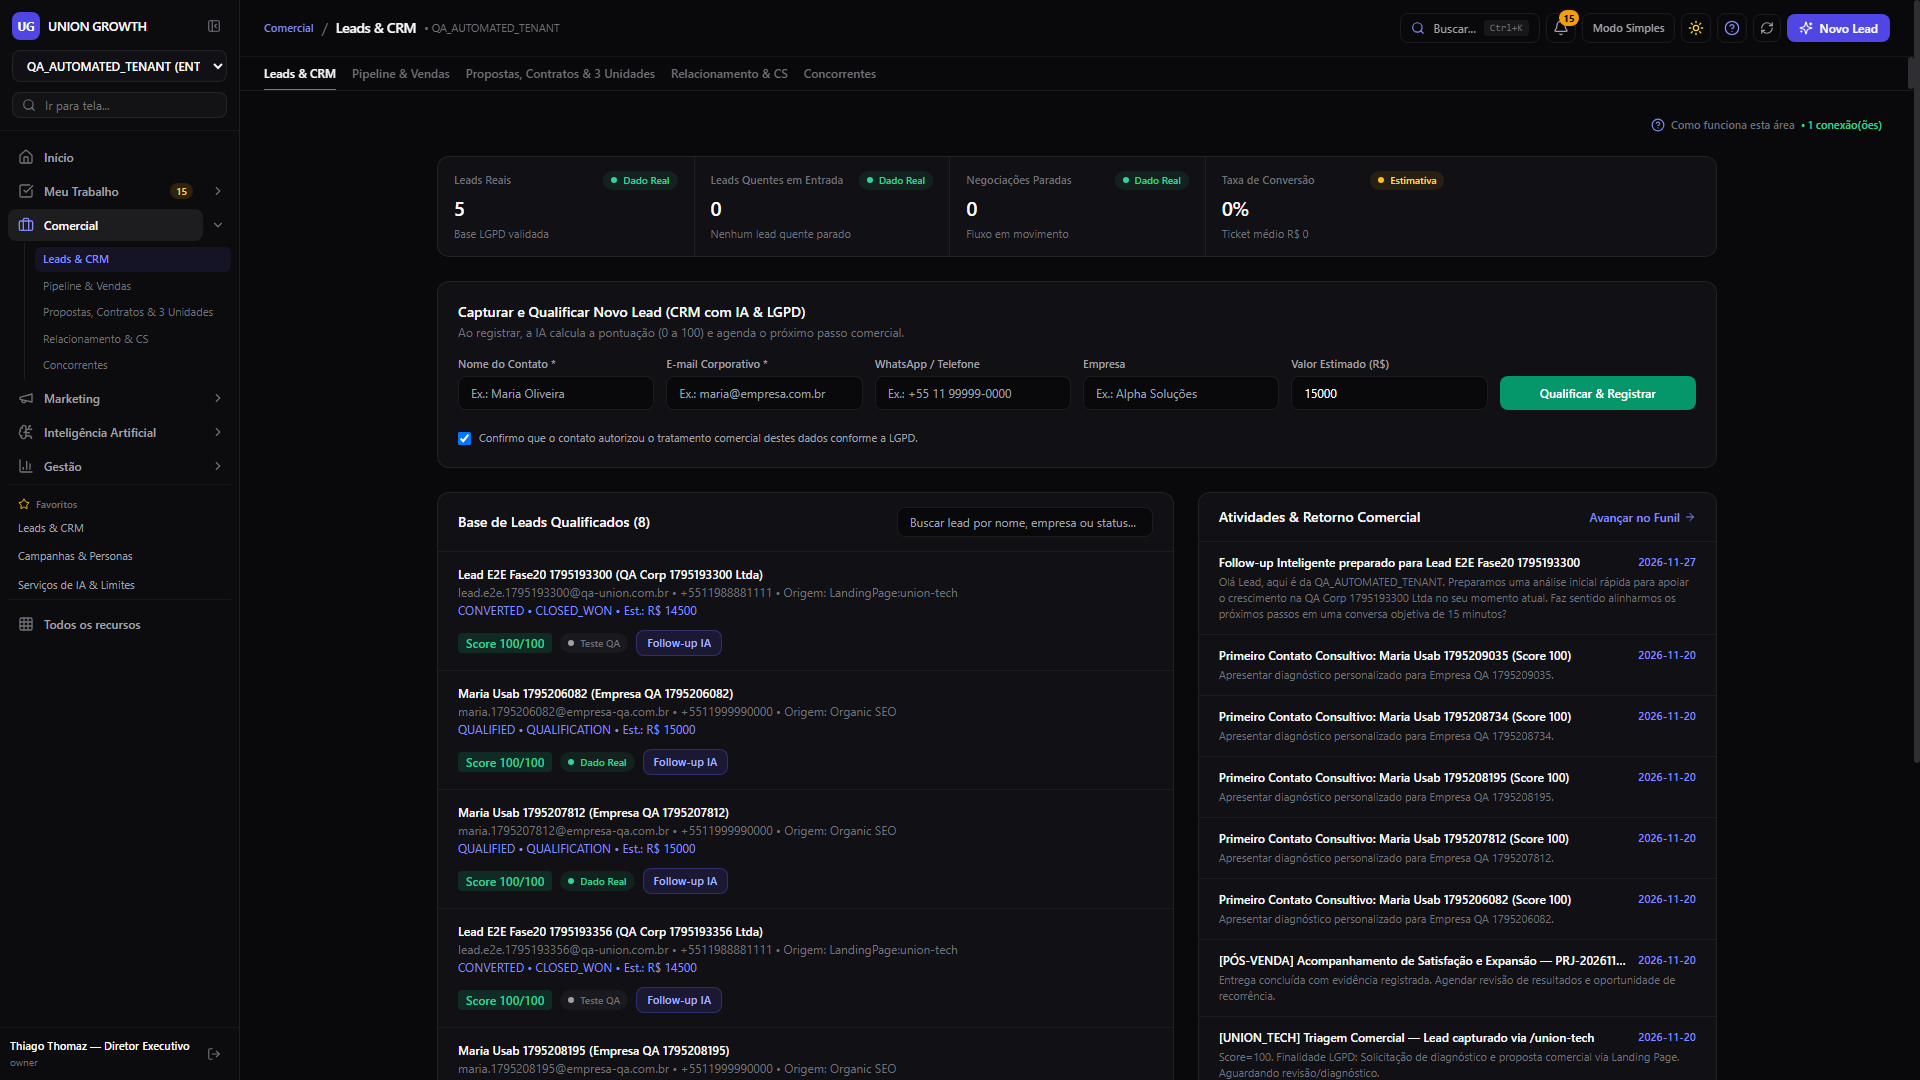 UG UNION GROWTH
QA_AUTOMATED_TENANT (ENT
Ir para tela...
Início
Meu Trabalho 15
Comercial
Leads & CRM
Pipeline & Vendas
Propostas, Contratos & 3 Unidades
Relacionamento & CS
Concorrentes
Marketing
Inteligência Artificial
Gestão
Favoritos
Leads & CRM
Campanhas & Personas
Serviços de IA & Limites
Todos os recursos
Thiago Thomaz — Diretor Executivo
owner
Comercial / Leads & CRM • QA_AUTOMATED_TENANT
Buscar... Ctrl+K
15
Modo Simples
Novo Lead
Leads & CRM Pipeline & Vendas Propostas, Contratos & 3 Unidades Relacionamento & CS Concorrentes
Como funciona esta área • 1 conexão(ões)
Leads Reais Dado Real
5
Base LGPD validada
Leads Quentes em Entrada Dado Real
0
Nenhum lead quente parado
Negociações Paradas Dado Real
0
Fluxo em movimento
Taxa de Conversão Estimativa
0%
Ticket médio R$ 0
Capturar e Qualificar Novo Lead (CRM com IA & LGPD)
Ao registrar, a IA calcula a pontuação (0 a 100) e agenda o próximo passo comercial.
Nome do Contato * E-mail Corporativo * WhatsApp / Telefone Empresa Valor Estimado (R$)
Ex.: Maria Oliveira Ex.: maria@empresa.com.br Ex.: +55 11 99999-0000 Ex.: Alpha Soluções 15000 Qualificar & Registrar
Confirmo que o contato autorizou o tratamento comercial destes dados conforme a LGPD.
Base de Leads Qualificados (8)
Buscar lead por nome, empresa ou status...
Lead E2E Fase20 1795193300 (QA Corp 1795193300 Ltda)
lead.e2e.1795193300@qa-union.com.br • +5511988881111 • Origem: LandingPage:union-tech
CONVERTED • CLOSED_WON • Est.: R$ 14500
Score 100/100 Teste QA Follow-up IA
Maria Usab 1795206082 (Empresa QA 1795206082)
maria.1795206082@empresa-qa.com.br • +5511999990000 • Origem: Organic SEO
QUALIFIED • QUALIFICATION • Est.: R$ 15000
Score 100/100 Dado Real Follow-up IA
Maria Usab 1795207812 (Empresa QA 1795207812)
maria.1795207812@empresa-qa.com.br • +5511999990000 • Origem: Organic SEO
QUALIFIED • QUALIFICATION • Est.: R$ 15000
Score 100/100 Dado Real Follow-up IA
Lead E2E Fase20 1795193356 (QA Corp 1795193356 Ltda)
lead.e2e.1795193356@qa-union.com.br • +5511988881111 • Origem: LandingPage:union-tech
CONVERTED • CLOSED_WON • Est.: R$ 14500
Score 100/100 Teste QA Follow-up IA
Maria Usab 1795208195 (Empresa QA 1795208195)
maria.1795208195@empresa-qa.com.br • +5511999990000 • Origem: Organic SEO
Atividades & Retorno Comercial Avançar no Funil →
Follow-up Inteligente preparado para Lead E2E Fase20 1795193300 2026-11-27
Olá Lead, aqui é da QA_AUTOMATED_TENANT. Preparamos uma análise inicial rápida para apoiar
o crescimento na QA Corp 1795193300 Ltda no seu momento atual. Faz sentido alinharmos os
próximos passos em uma conversa objetiva de 15 minutos?
Primeiro Contato Consultivo: Maria Usab 1795209035 (Score 100) 2026-11-20
Apresentar diagnóstico personalizado para Empresa QA 1795209035.
Primeiro Contato Consultivo: Maria Usab 1795208734 (Score 100) 2026-11-20
Apresentar diagnóstico personalizado para Empresa QA 1795208734.
Primeiro Contato Consultivo: Maria Usab 1795208195 (Score 100) 2026-11-20
Apresentar diagnóstico personalizado para Empresa QA 1795208195.
Primeiro Contato Consultivo: Maria Usab 1795207812 (Score 100) 2026-11-20
Apresentar diagnóstico personalizado para Empresa QA 1795207812.
Primeiro Contato Consultivo: Maria Usab 1795206082 (Score 100) 2026-11-20
Apresentar diagnóstico personalizado para Empresa QA 1795206082.
[PÓS-VENDA] Acompanhamento de Satisfação e Expansão — PRJ-202611... 2026-11-20
Entrega concluída com evidência registrada. Agendar revisão de resultados e oportunidade de
recorrência.
[UNION_TECH] Triagem Comercial — Lead capturado via /union-tech 2026-11-20
Score=100. Finalidade LGPD: Solicitação de diagnóstico e proposta comercial via Landing Page.
Aguardando revisão/diagnóstico.